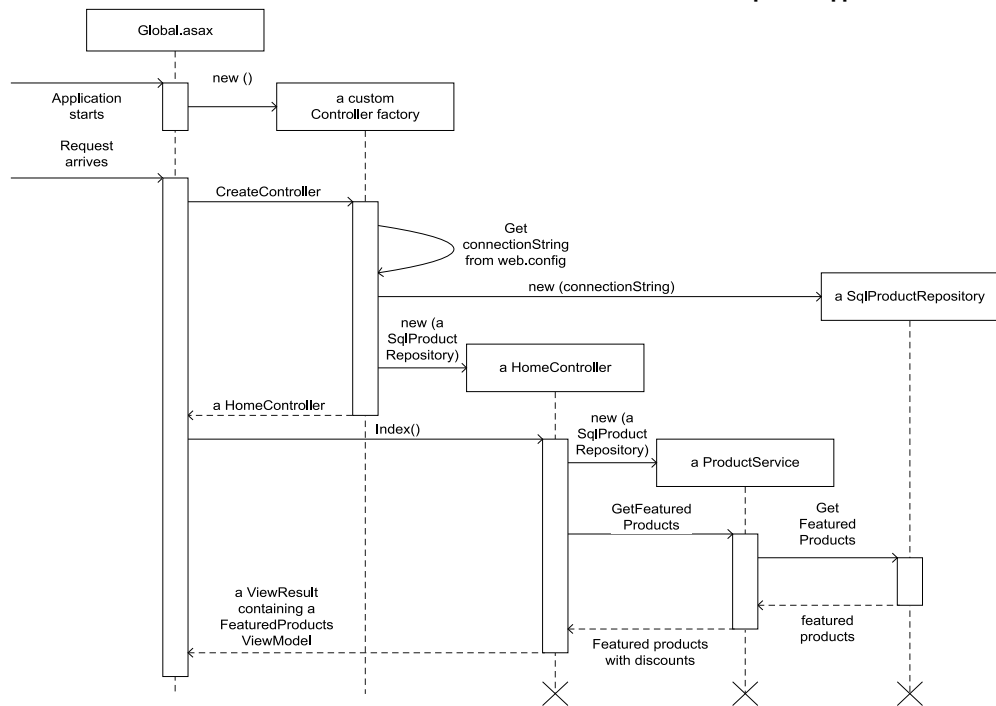 Global.asax
new ()
Application
starts
a custom
Controller factory
Request
arrives
CreateController
Get
connectionString
from web.config
new (connectionString)
a SqlProductRepository
new (a
SqlProduct
Repository)
a HomeController
a HomeController
Index()
new (a
SqlProduct
Repository)
a ProductService
GetFeatured
Products
Get
Featured
Products
a ViewResult
containing a
FeaturedProducts
ViewModel
featured
products
Featured products
with discounts